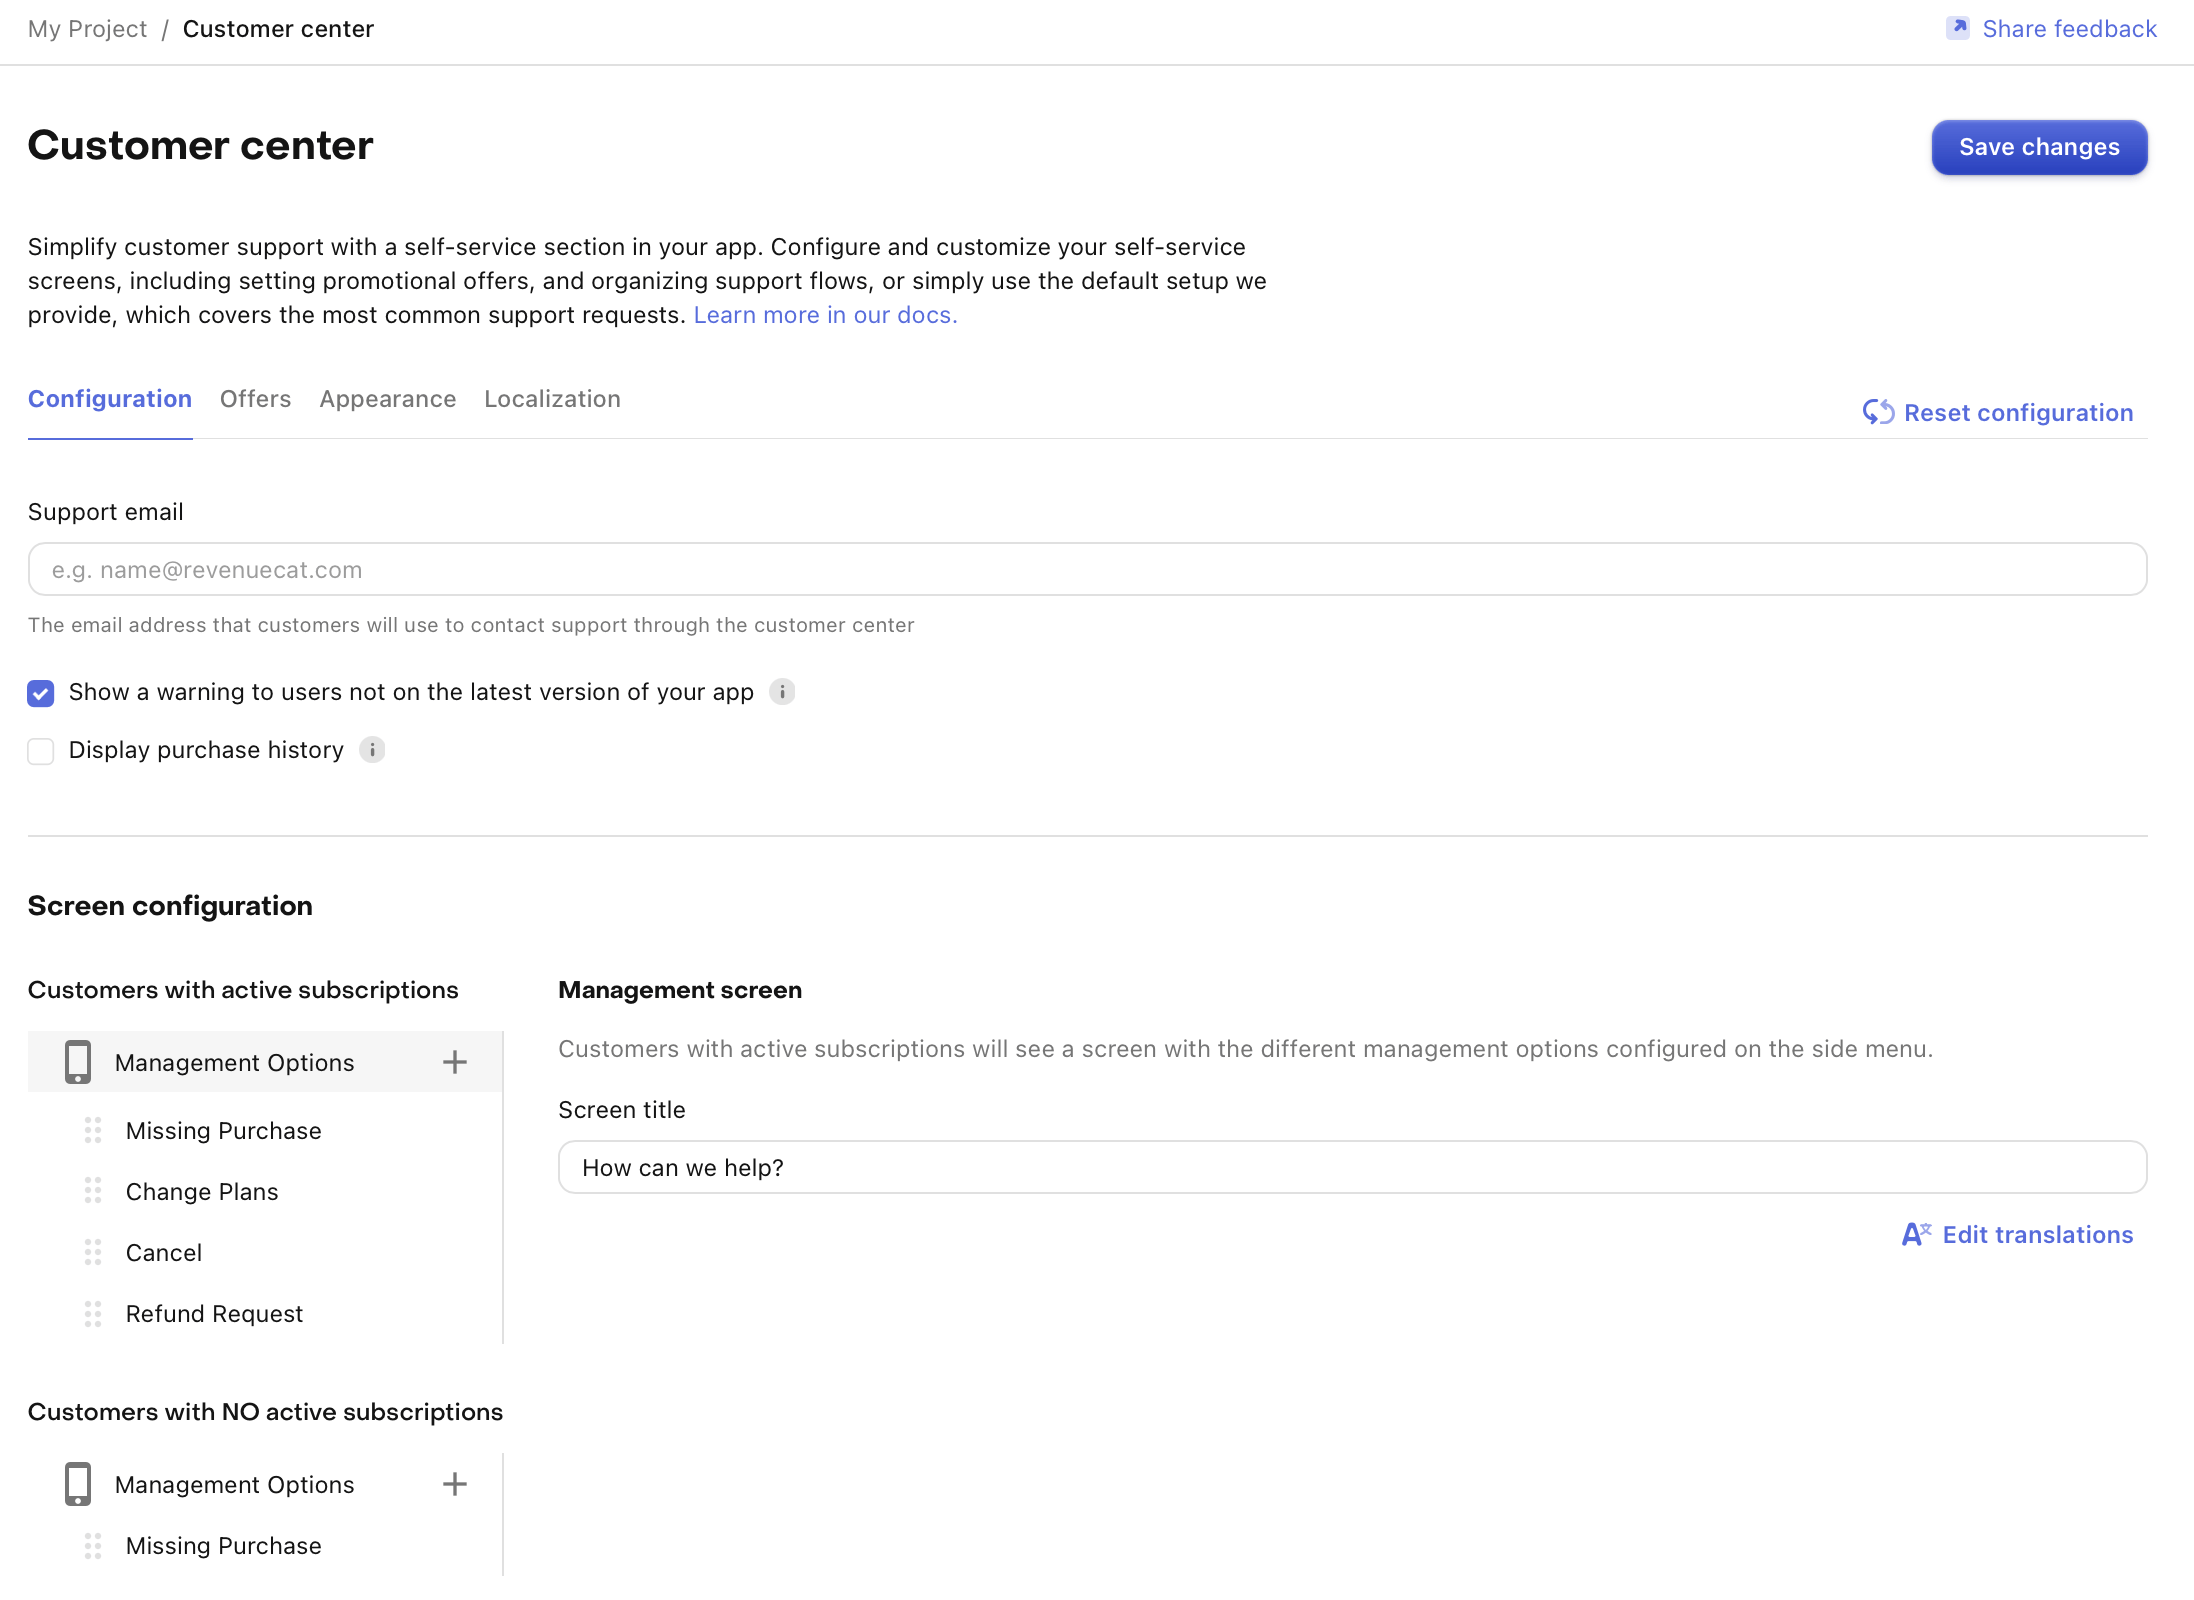 My Project / Customer center
Share feedback
Customer center
Save changes
Simplify customer support with a self-service section in your app. Configure and customize your self-service
screens, including setting promotional offers, and organizing support flows, or simply use the default setup we
provide, which covers the most common support requests. Learn more in our docs.
Configuration Offers Appearance Localization
Reset configuration
Support email
e.g. name@revenuecat.com
The email address that customers will use to contact support through the customer center
Show a warning to users not on the latest version of your app
Display purchase history
Screen configuration
Customers with active subscriptions
Management Options
Missing Purchase
Change Plans
Cancel
Refund Request
Management screen
Customers with active subscriptions will see a screen with the different management options configured on the side menu.
Screen title
How can we help?
Edit translations
Customers with NO active subscriptions
Management Options
Missing Purchase